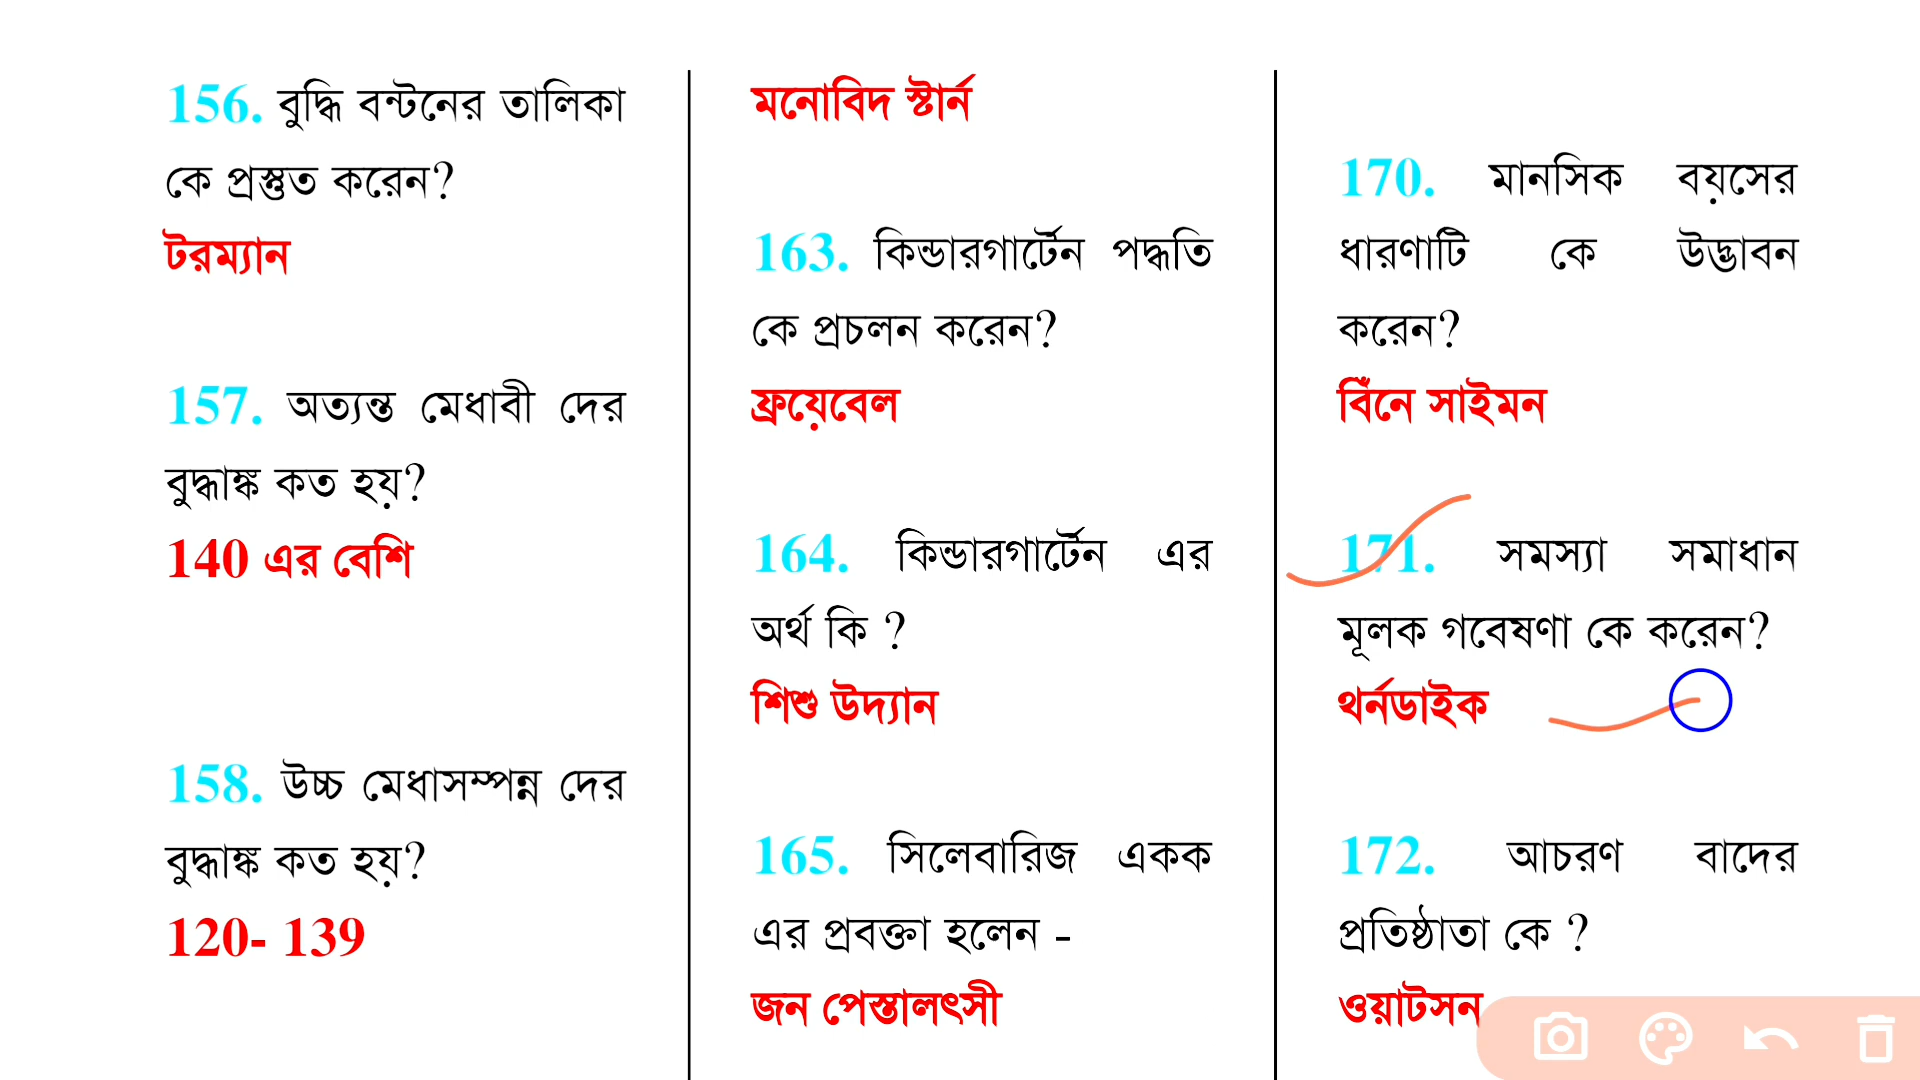 156. বুদ্ধি বন্টনের তালিকা
কে প্রস্তুত করেন?
টরম্যান
157. অত্যন্ত মেধাবী দের
বুদ্ধাঙ্ক কত হয়?
140 এর বেশি
158. উচ্চ মেধাসম্পন্ন দের
বুদ্ধাঙ্ক কত হয়?
120- 139
মনোবিদ স্টার্ন
163. কিন্ডারগার্টেন পদ্ধতি
কে প্রচলন করেন?
ফ্রয়েবেল
164. কিন্ডারগার্টেন এর
অর্থ কি ?
শিশু উদ্যান
165. সিলেবারিজ একক
এর প্রবক্তা হলেন -
জন পেস্তালৎসী
170. মানসিক বয়সের
ধারণাটি কে উদ্ভাবন
করেন?
বিঁনে সাইমন
171. সমস্যা সমাধান
মূলক গবেষণা কে করেন?
থর্নডাইক
172. আচরণ বাদের
প্রতিষ্ঠাতা কে ?
ওয়াটসন